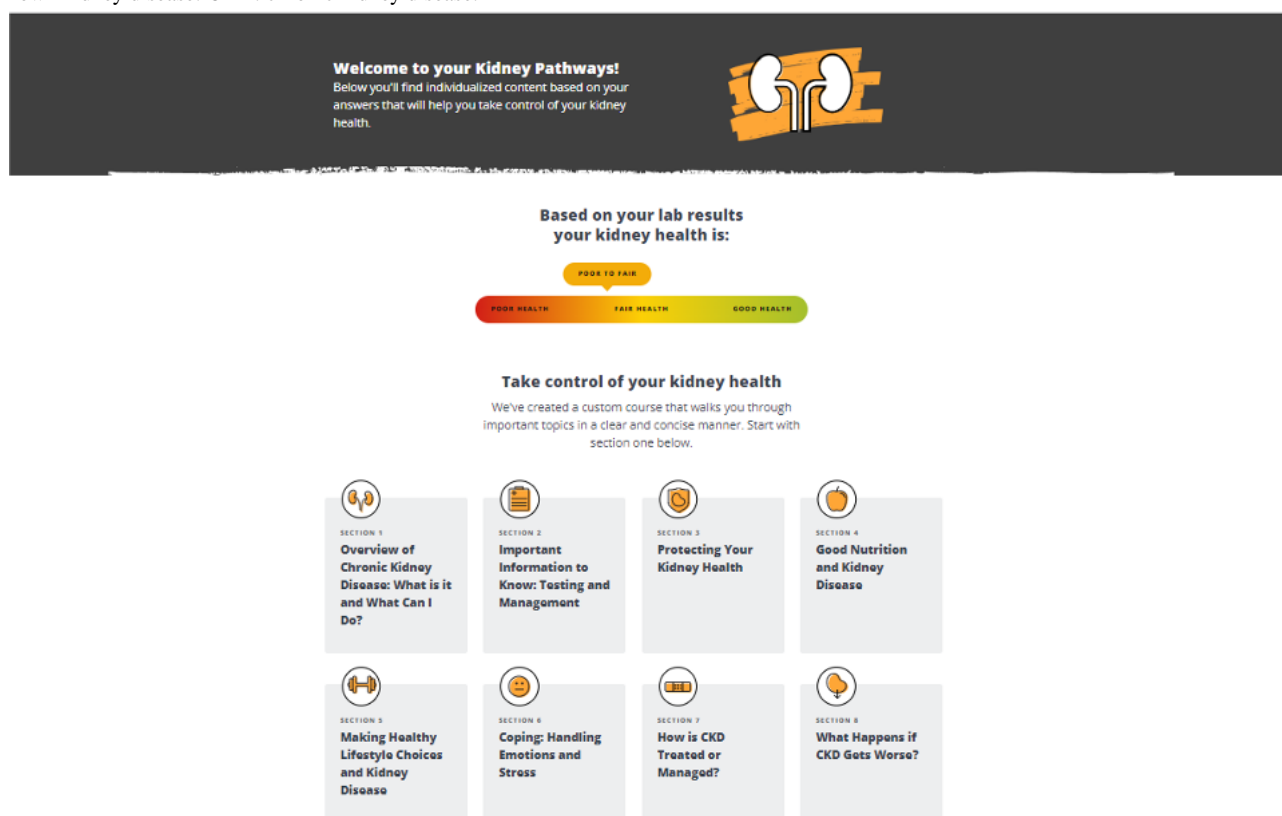 Welcome to your Kidney Pathways!
Below you'll find individualized content based on your
answers that will help you take control of your kidney
health.
Based on your lab results
your kidney health is:
POOR TO FAIR
POOR HEALTH FAIR HEALTH GOOD HEALTH
Take control of your kidney health
We've created a custom course that walks you through
important topics in a clear and concise manner. Start with
section one below.
SECTION 1
Overview of
Chronic Kidney
Disease: What is it
and What Can I
Do?
SECTION 2
Important
Information to
Know: Testing and
Management
SECTION 3
Protecting Your
Kidney Health
SECTION 4
Good Nutrition
and Kidney
Disease
SECTION 5
Making Healthy
Lifestyle Choices
and Kidney
Disease
SECTION 6
Coping: Handling
Emotions and
Stress
SECTION 7
How is CKD
Treated or
Managed?
SECTION 8
What Happens if
CKD Gets Worse?